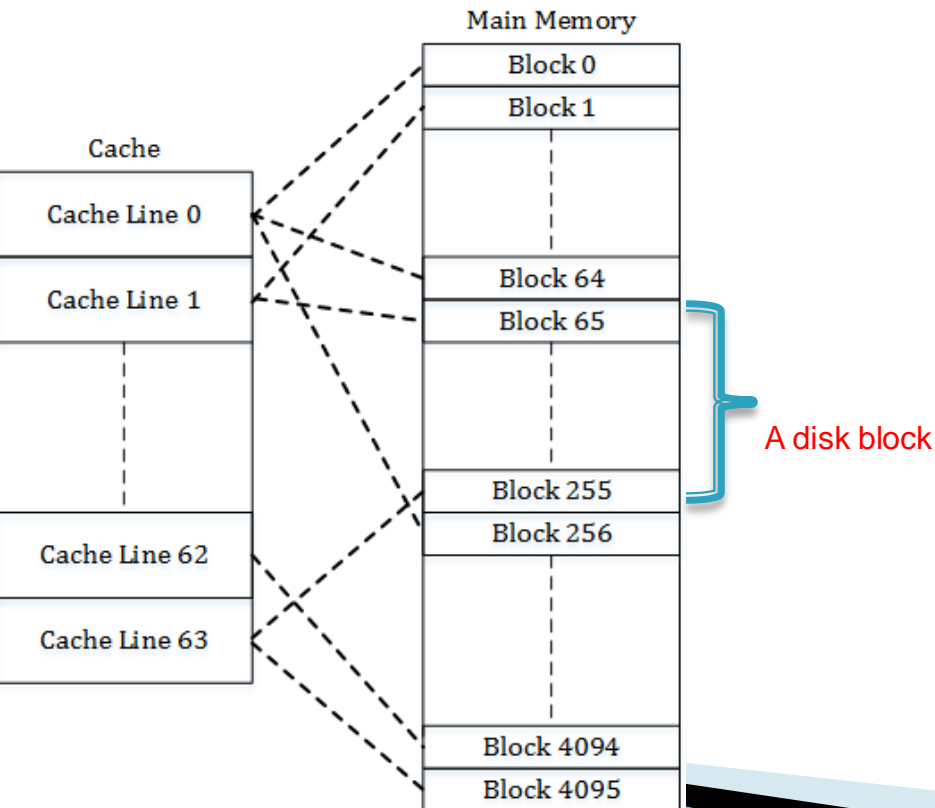 Main Memory
Block 0
Block 1
Cache
Cache Line 0
Block 64
Cache Line 1
Block 65
A disk block
Block 255
Block 256
Cache Line 62
Cache Line 63
Block 4094
Block 4095